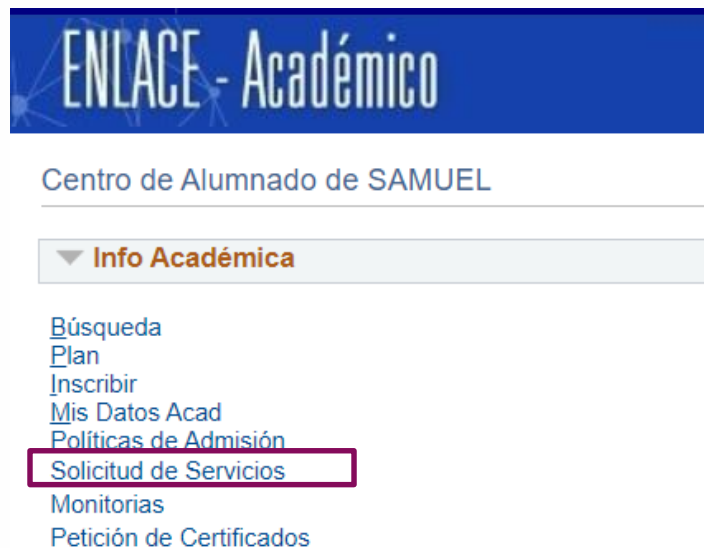 ENLACE - Académico
Centro de Alumnado de SAMUEL
Info Académica
Búsqueda
Plan
Inscribir
Mis Datos Acad
Políticas de Admisión
Solicitud de Servicios
Monitorias
Petición de Certificados